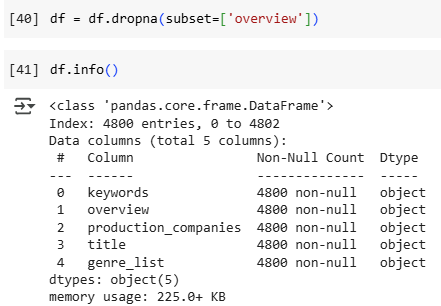 [40] df = df.dropna(subset=['overview'])
[41] df.info()
<class 'pandas.core.frame.DataFrame'>
Index: 4800 entries, 0 to 4802
Data columns (total 5 columns):
 #   Column                Non-Null Count  Dtype
---  ------                --------------  -----
 0   keywords              4800 non-null   object
 1   overview              4800 non-null   object
 2   production_companies  4800 non-null   object
 3   title                 4800 non-null   object
 4   genre_list            4800 non-null   object
dtypes: object(5)
memory usage: 225.0+ KB